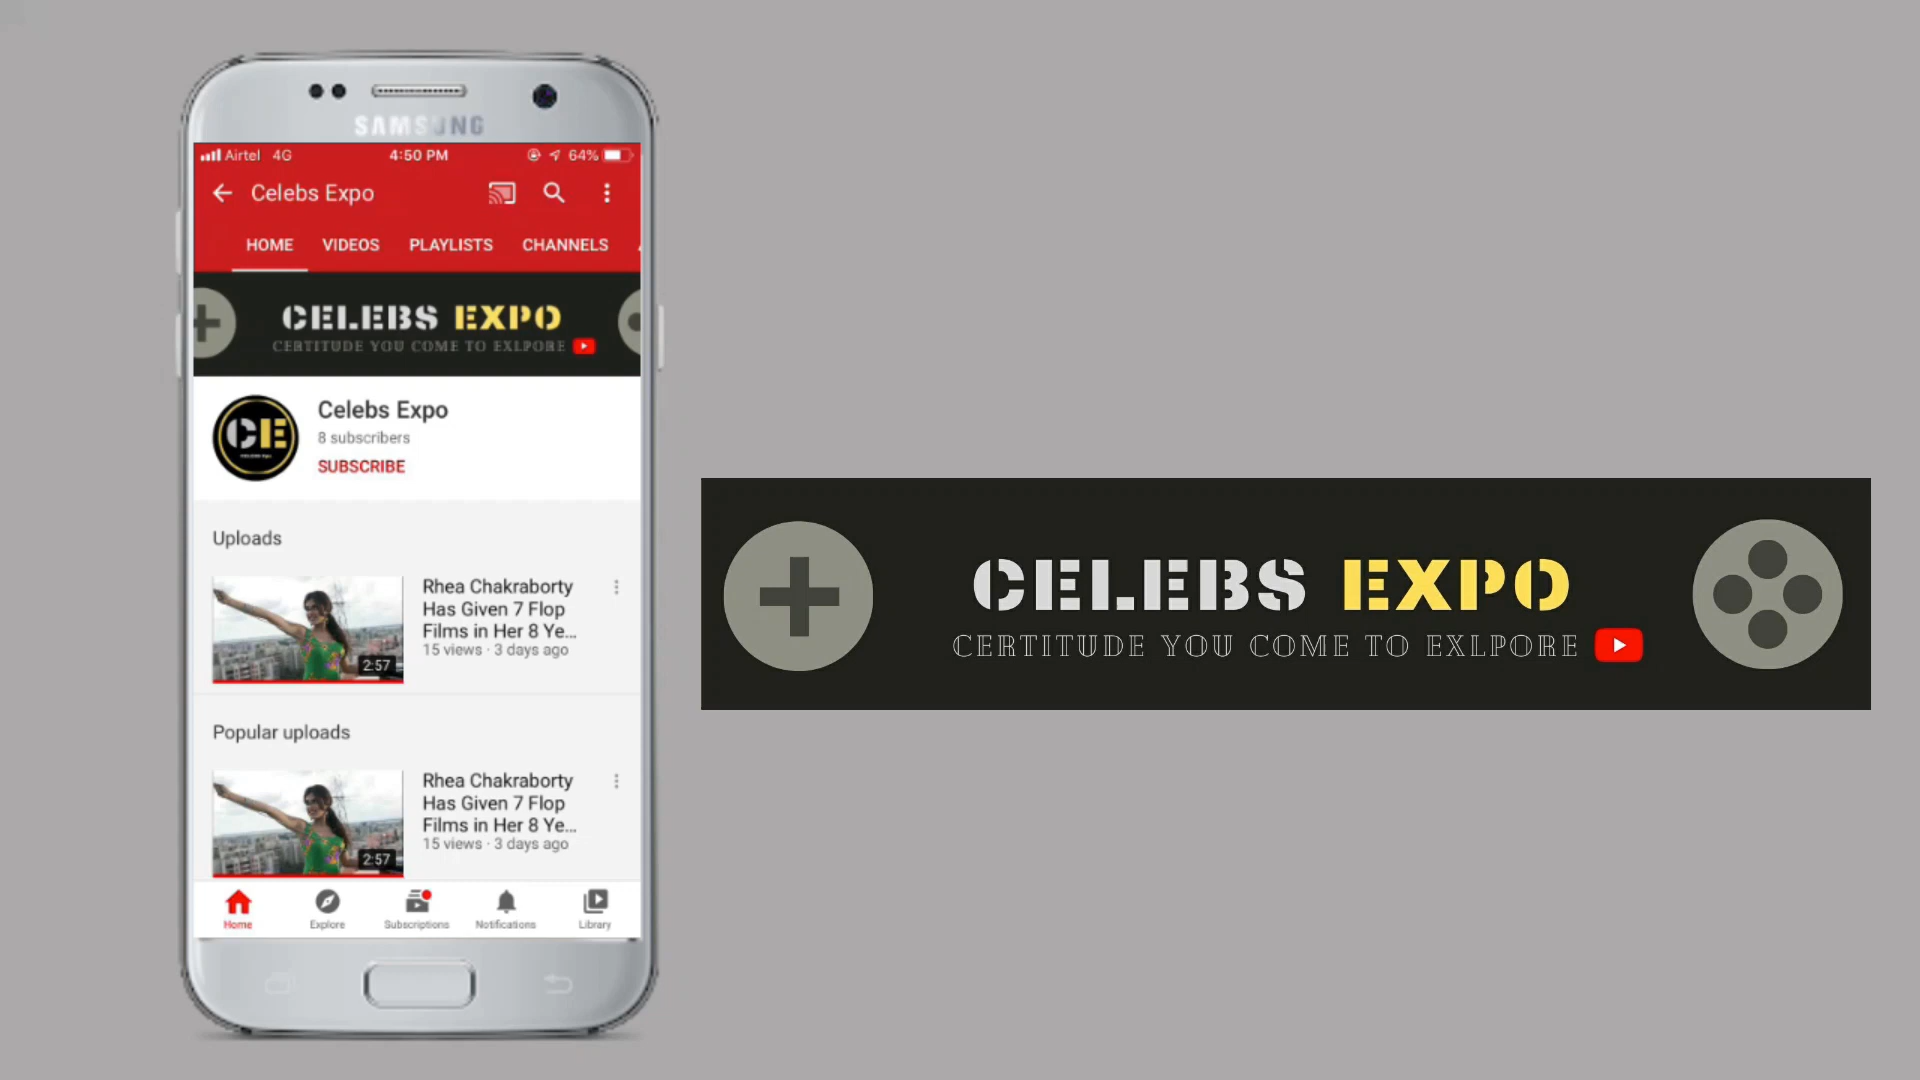 SAMSUNG
Airtel 4G 4:50 PM 64%
Celebs Expo
HOME VIDEOS PLAYLISTS CHANNELS
CELEBS EXPO
CERTITUDE YOU COME TO EXLPORE
CE
Celebs Expo
8 subscribers
SUBSCRIBE
Uploads
Rhea Chakraborty
Has Given 7 Flop
Films in Her 8 Ye...
15 views · 3 days ago
2:57
Popular uploads
Rhea Chakraborty
Has Given 7 Flop
Films in Her 8 Ye...
15 views · 3 days ago
2:57
Home Explore Subscriptions Notifications Library
CELEBS EXPO
CERTITUDE YOU COME TO EXLPORE